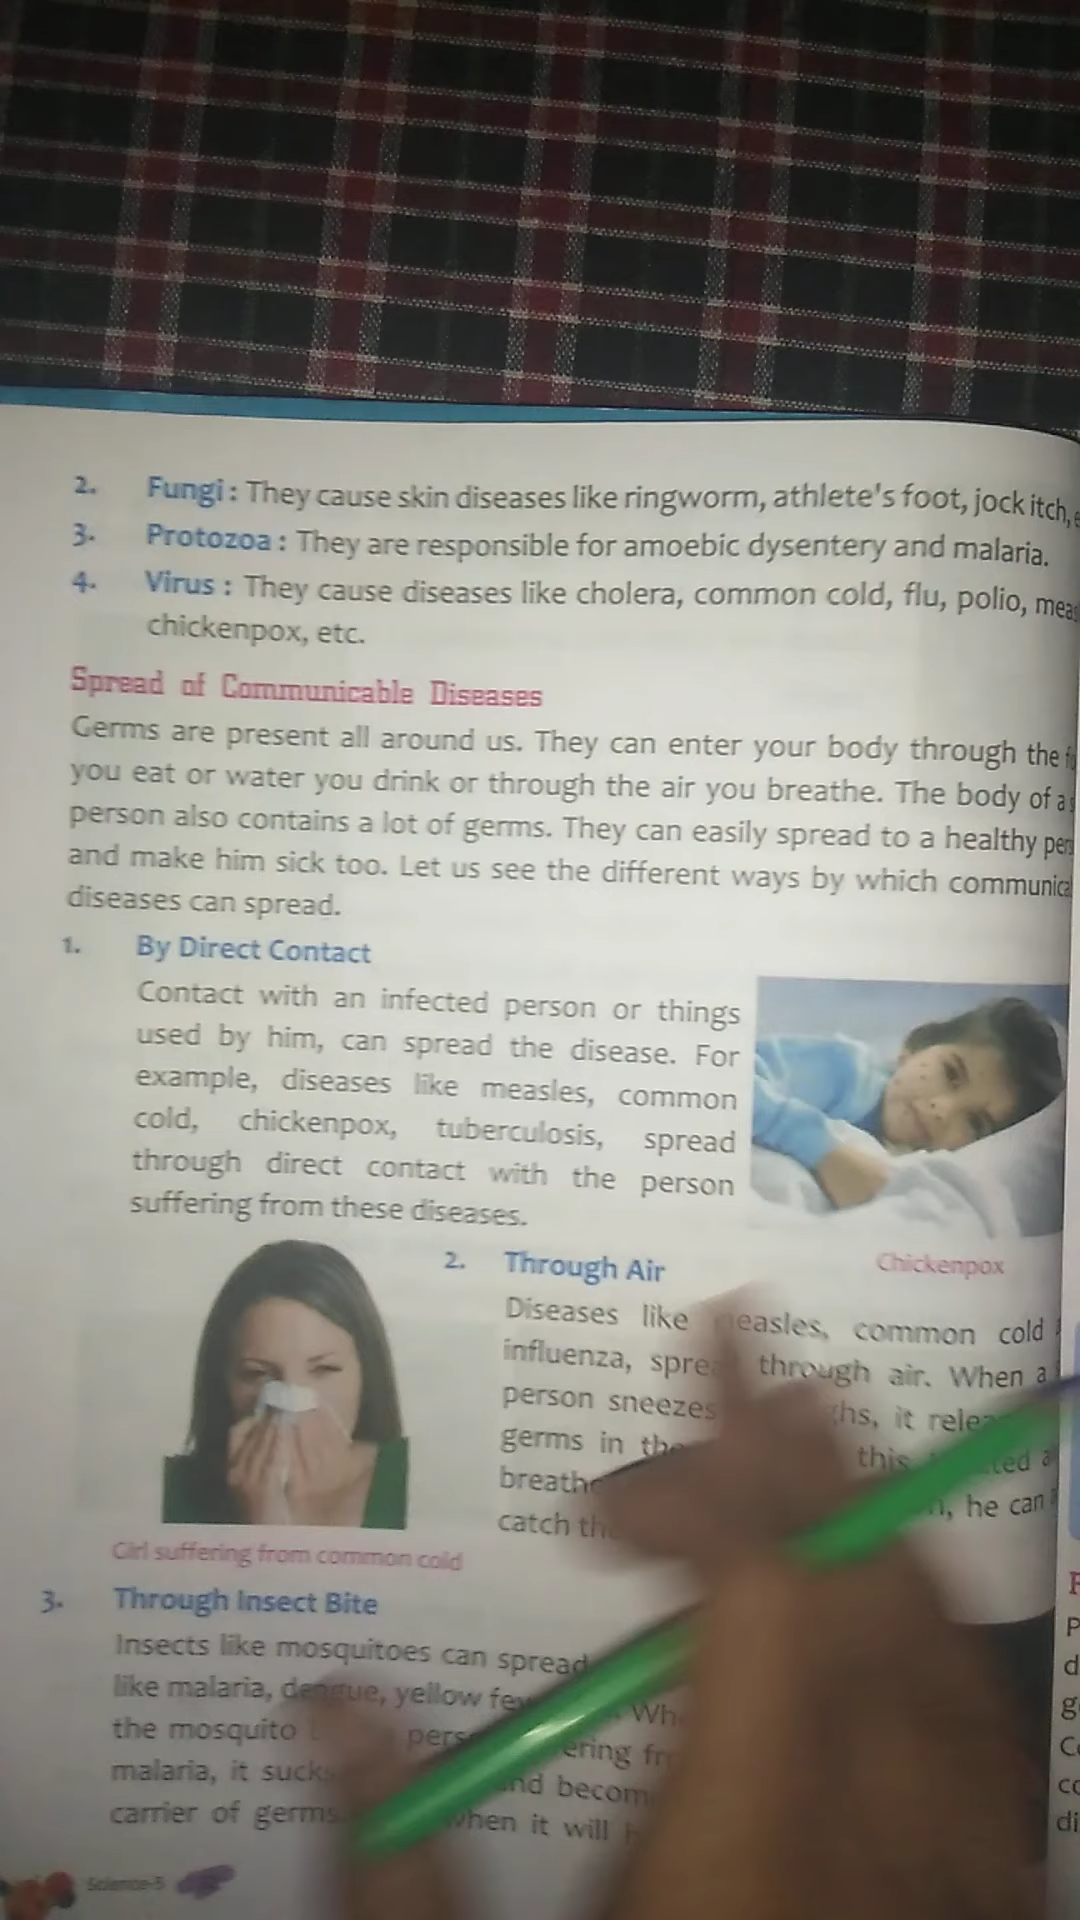 2. Fungi : They cause skin diseases like ringworm, athlete's foot, jock itch,
3. Protozoa : They are responsible for amoebic dysentery and malaria.
4. Virus : They cause diseases like cholera, common cold, flu, polio,
chickenpox, etc.
Spread of Communicable Diseases
Germs are present all around us. They can enter your body through the
you eat or water you drink or through the air you breathe. The body of a
person also contains a lot of germs. They can easily spread to a healthy
and make him sick too. Let us see the different ways by which
diseases can spread.
1. By Direct Contact
Contact with an infected person or things
used by him, can spread the disease. For
example, diseases like measles, common
cold, chickenpox, tuberculosis, spread
through direct contact with the person
suffering from these diseases.
Chickenpox
2. Through Air
Diseases like measles, common cold
influenza, through air. When a
person sneezes it
germs in this
he can
catch
Girl suffering from common cold
3. Through Insect Bite
Insects like mosquitoes can spread
like malaria, dengue, yellow
the mosquito
malaria, it sucks and
carrier of germs. when it will
Science-5